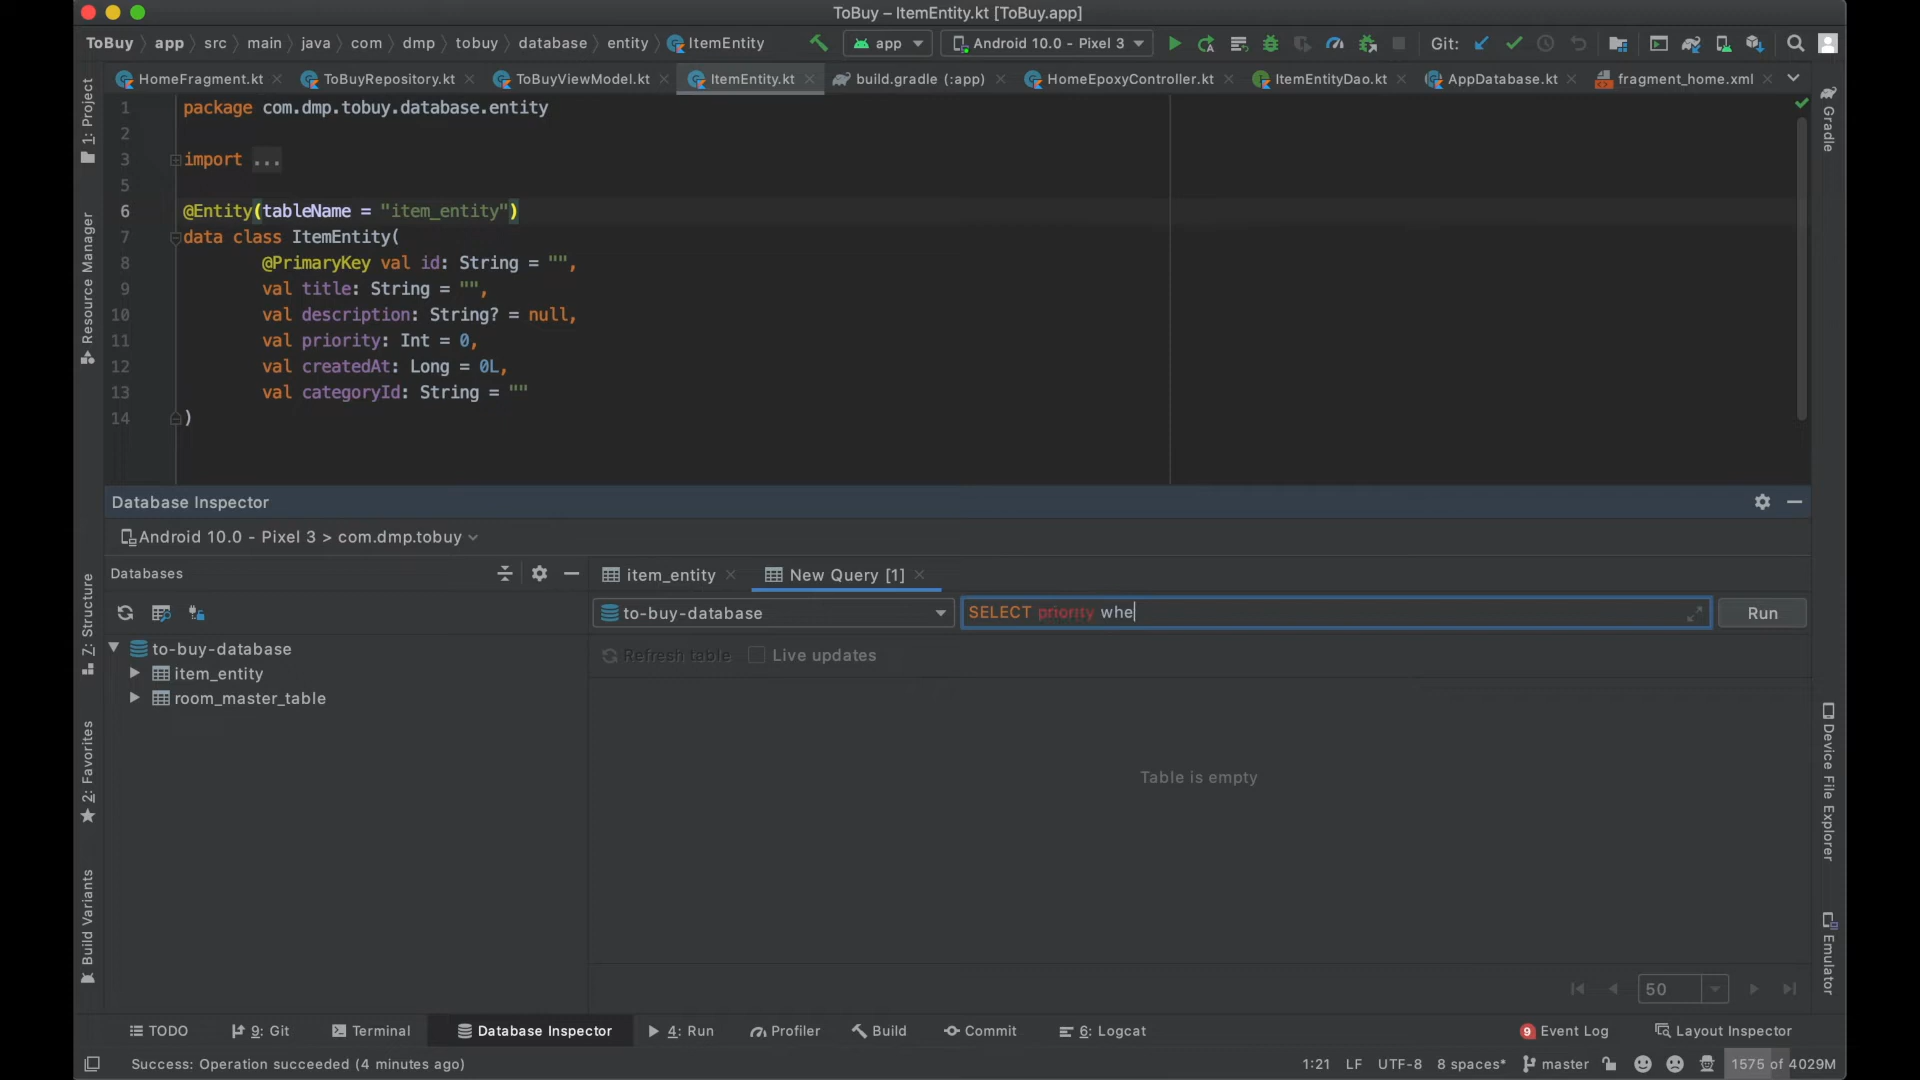 ToBuy – ItemEntity.kt [ToBuy.app]
ToBuy app src main java com dmp tobuy database entity ItemEntity app Android 10.0 - Pixel 3 Git:
HomeFragment.kt ToBuyRepository.kt ToBuyViewModel.kt ItemEntity.kt build.gradle (:app) HomeEpoxyController.kt ItemEntityDao.kt AppDatabase.kt fragment_home.xml
1 package com.dmp.tobuy.database.entity
2
3 import ...
5
6 @Entity(tableName = "item_entity")
7 data class ItemEntity(
8 @PrimaryKey val id: String = "",
9 val title: String = "",
10 val description: String? = null,
11 val priority: Int = 0,
12 val createdAt: Long = 0L,
13 val categoryId: String = ""
14 )
1: Project
Resource Manager
7: Structure
2: Favorites
Build Variants
Gradle
Device File Explorer
Emulator
Database Inspector
Android 10.0 - Pixel 3 > com.dmp.tobuy
Databases
item_entity New Query [1]
to-buy-database SELECT priority whe Run
Refresh table Live updates
to-buy-database
item_entity
room_master_table
Table is empty
50
TODO 9: Git Terminal Database Inspector 4: Run Profiler Build Commit 6: Logcat 9 Event Log Layout Inspector
Success: Operation succeeded (4 minutes ago) 1:21 LF UTF-8 8 spaces* master 1575 of 4029M